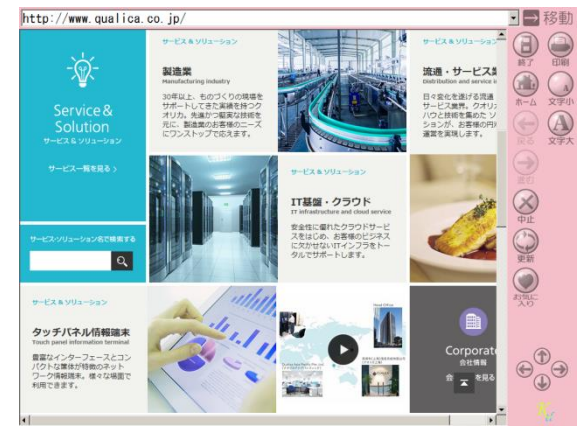 http://www.qualica.co.jp/
移動
サービス & ソリューション
製造業
Manufacturing industry
30年以上、ものづくりの現場を
サポートしてきた実績を持つク
オリカ。先進かつ堅実な技術を
元に、製造業のお客様のニーズ
にワンストップで応えます。
サービス & ソリューション
流通・サービス業
Distribution and service i
日々変化を遂げる流通
サービス業界。クオリ
ハウと技術を集めた ソ
ションが、お客様の円
運営を実現します。
Service &
Solution
サービス & ソリューション
サービス一覧を見る >
サービス・ソリューション名で検索する
サービス & ソリューション
IT基盤・クラウド
IT infrastructure and cloud service
安全性に優れたクラウドサービ
スをはじめ、お客様のビジネス
に欠かせないITインフラをトー
タルでサポートします。
サービス & ソリューション
タッチパネル情報端末
Touch panel information terminal
豊富なインターフェースとコン
パクトな筐体が特徴のネット
ワーク情報端末。様々な場面で
利用できます。
Head Office
Corporate
会社情報
会
を見る
終了
印刷
ホーム
文字小
戻る
文字大
進む
中止
更新
お気に
入り